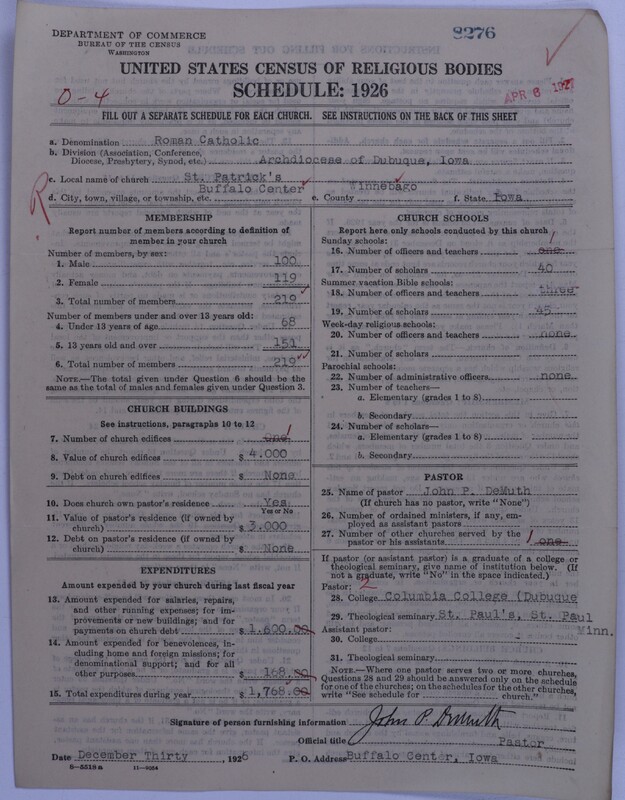 DEPARTMENT OF COMMERCE
BUREAU OF THE CENSUS
WASHINGTON
8276
UNITED STATES CENSUS OF RELIGIOUS BODIES
SCHEDULE: 1926
0-4
APR 6 1927
FILL OUT A SEPARATE SCHEDULE FOR EACH CHURCH. SEE INSTRUCTIONS ON THE BACK OF THIS SHEET
a. Denomination Roman Catholic
b. Division (Association, Conference,
Diocese, Presbytery, Synod, etc.) Archdiocese of Dubuque, Iowa
c. Local name of church St. Patrick's
d. City, town, village, or township, etc. Buffalo Center e. County Winnebago f. State Iowa
R
MEMBERSHIP
Report number of members according to definition of
member in your church
Number of members, by sex:
1. Male 100
2. Female 119
3. Total number of members 219
Number of members under and over 13 years old:
4. Under 13 years of age 68
5. 13 years old and over 151
6. Total number of members 219
NOTE.—The total given under Question 6 should be the
same as the total of males and females given under Question 3.
CHURCH BUILDINGS
See instructions, paragraphs 10 to 12
7. Number of church edifices One 1
8. Value of church edifices $ 4.000
9. Debt on church edifices $ None
10. Does church own pastor's residence Yes
Yes or No
11. Value of pastor's residence (if owned by
church) $ 3.000
12. Debt on pastor's residence (if owned by
church) $ None
EXPENDITURES
Amount expended by your church during last fiscal year
13. Amount expended for salaries, repairs,
and other running expenses; for im-
provements or new buildings; and for
payments on church debt $ 1.600.00
14. Amount expended for benevolences, in-
cluding home and foreign missions; for
denominational support; and for all
other purposes $ 168.00
15. Total expenditures during year $ 1,768.00
CHURCH SCHOOLS
Report here only schools conducted by this church
Sunday schools:
16. Number of officers and teachers one 1
17. Number of scholars 40
Summer vacation Bible schools:
18. Number of officers and teachers three
19. Number of scholars 45
Week-day religious schools:
20. Number of officers and teachers none
21. Number of scholars
Parochial schools:
22. Number of administrative officers none
23. Number of teachers—
a. Elementary (grades 1 to 8)
b. Secondary
24. Number of scholars—
a. Elementary (grades 1 to 8)
b. Secondary
PASTOR
25. Name of pastor John P. DeMuth
(If church has no pastor, write "None")
26. Number of ordained ministers, if any, em-
ployed as assistant pastors
27. Number of other churches served by the
pastor or his assistants 1 one
If pastor (or assistant pastor) is a graduate of a college or
theological seminary, give name of institution below. (If
not a graduate, write "No" in the space indicated.)
Pastor: 2
28. College Columbia College (Dubuque
29. Theological seminary St. Paul's, St. Paul
Minn.
Assistant pastor:
30. College
31. Theological seminary
NOTE.—Where one pastor serves two or more churches,
Questions 28 and 29 should be answered only on the schedule
for one of the churches; on the schedules for the other churches,
write "See schedule for church."
Signature of person furnishing information John P DeMuth
Official title Pastor
Date December Thirty, 1926 P. O. Address Buffalo Center, Iowa
8-5519 a 11-9354